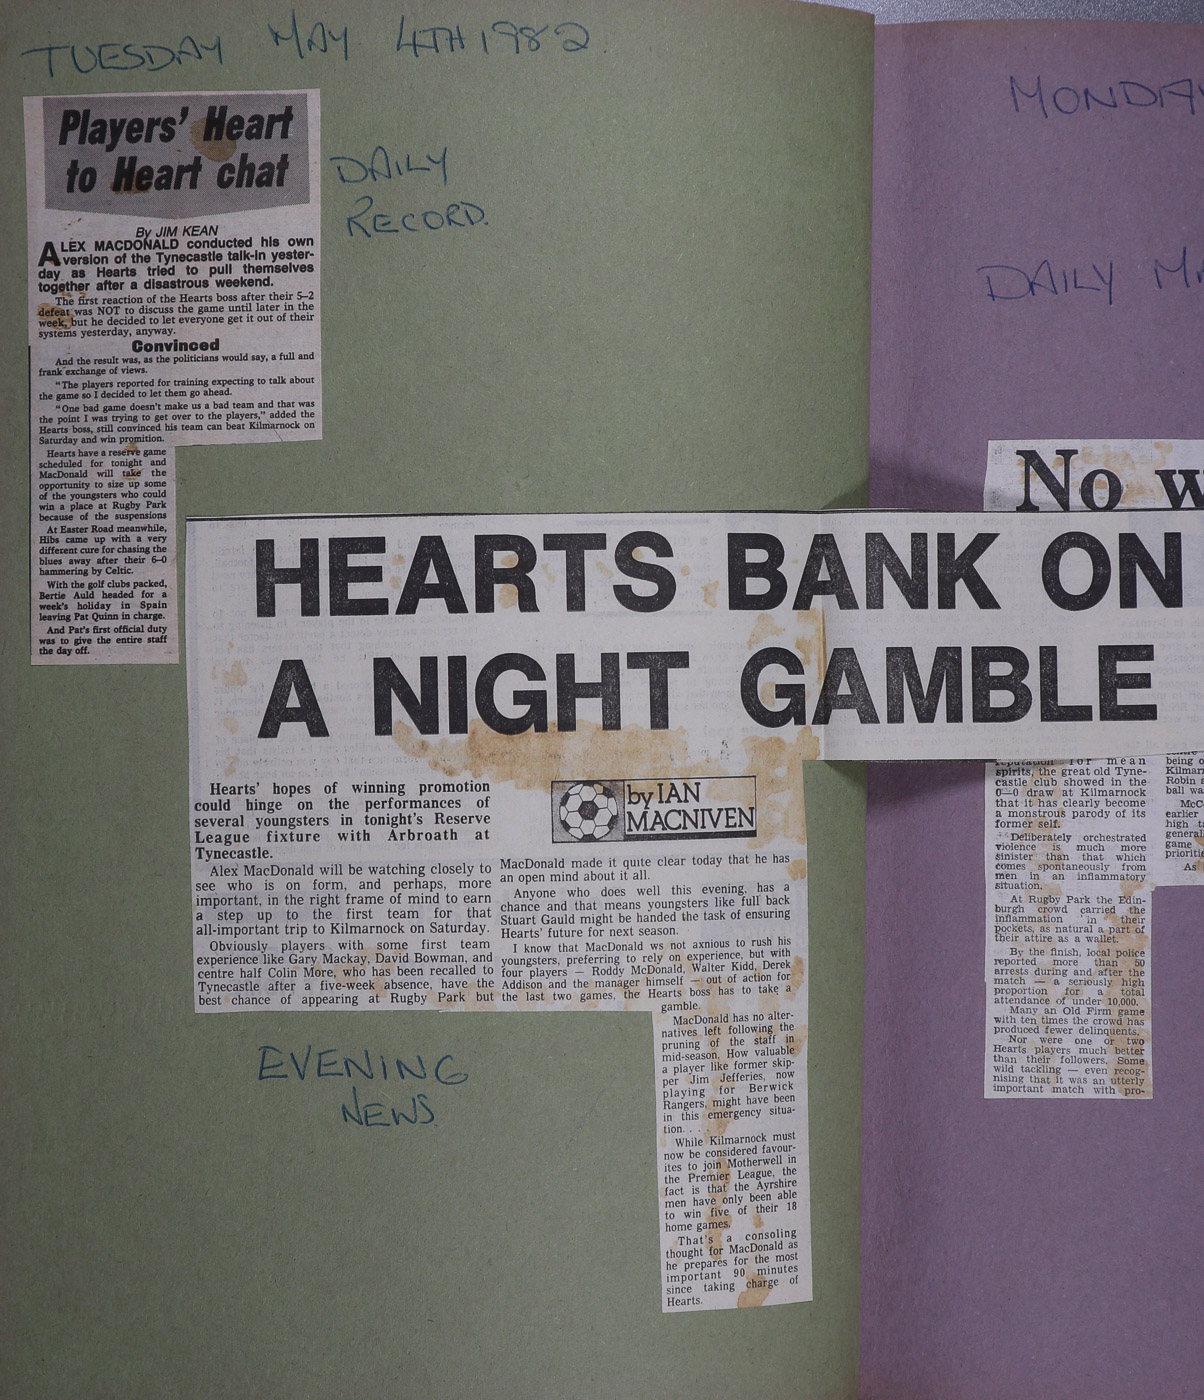 TUESDAY MAY 4TH 1982
Players' Heart
to Heart chat
DAILY
RECORD.
By JIM KEAN
ALEX MACDONALD conducted his own
version of the Tynecastle talk-in yester-
day as Hearts tried to pull themselves
together after a disastrous weekend.
The first reaction of the Hearts boss after their 5–2
defeat was NOT to discuss the game until later in the
week, but he decided to let everyone get it out of their
systems yesterday, anyway.
Convinced
And the result was, as the politicians would say, a full and
frank exchange of views.
"The players reported for training expecting to talk about
the game so I decided to let them go ahead.
"One bad game doesn't make us a bad team and that was
the point I was trying to get over to the players," added the
Hearts boss, still convinced his team can beat Kilmarnock on
Saturday and win promition.
Hearts have a reserve game
scheduled for tonight and
MacDonald will take the
opportunity to size up some
of the youngsters who could
win a place at Rugby Park
because of the suspensions
At Easter Road meanwhile,
Hibs came up with a very
different cure for chasing the
blues away after their 6–0
hammering by Celtic.
With the golf clubs packed,
Bertie Auld headed for a
week's holiday in Spain
leaving Pat Quinn in charge.
And Pat's first official duty
was to give the entire staff
the day off.
HEARTS BANK ON
A NIGHT GAMBLE
Hearts' hopes of winning promotion
could hinge on the performances of
several youngsters in tonight's Reserve
League fixture with Arbroath at
Tynecastle.
Alex MacDonald will be watching closely to
see who is on form, and perhaps, more
important, in the right frame of mind to earn
a step up to the first team for that
all-important trip to Kilmarnock on Saturday.
Obviously players with some first team
experience like Gary Mackay, David Bowman, and
centre half Colin More, who has been recalled to
Tynecastle after a five-week absence, have the
best chance of appearing at Rugby Park but
by IAN
MACNIVEN
MacDonald made it quite clear today that he has
an open mind about it all.
Anyone who does well this evening, has a
chance and that means youngsters like full back
Stuart Gauld might be handed the task of ensuring
Hearts' future for next season.
I know that MacDonald ws not axnious to rush his
youngsters, preferring to rely on experience, but with
four players — Roddy McDonald, Walter Kidd, Derek
Addison and the manager himself — out of action for
the last two games, the Hearts boss has to take a
gamble.
MacDonald has no alter-
natives left following the
pruning of the staff in
mid-season. How valuable
a player like former skip-
per Jim Jefferies, now
playing for Berwick
Rangers, might have been
in this emergency situa-
tion. . . .
While Kilmarnock must
now be considered favour-
ites to join Motherwell in
the Premier League, the
fact is that the Ayrshire
men have only been able
to win five of their 18
home games.
That's a consoling
thought for MacDonald as
he prepares for the most
important 90 minutes
since taking charge of
Hearts.
EVENING
NEWS
MONDAY
DAILY MA
No w
reputation for mean
spirits, the great old Tyne-
castle club showed in the
0—0 draw at Kilmarnock
that it has clearly become
a monstrous parody of its
former self.
Deliberately orchestrated
violence is much more
sinister than that which
comes spontaneously from
men in an inflammatory
situation.
At Rugby Park the Edin-
burgh crowd carried the
inflammation in their
pockets, as natural a part of
their attire as a wallet.
By the finish, local police
reported more than 50
arrests during and after the
match — a seriously high
proportion for a total
attendance of under 10,000.
Many an Old Firm game
with ten times the crowd has
produced fewer delinquents.
Nor were one or two
Hearts players much better
than their followers. Some
wild tackling — even recog-
nising that it was an utterly
important match with pro-
being o
Kilmarn
Robin a
ball wa
McC
earlier
high ta
general
game
prioritie
As